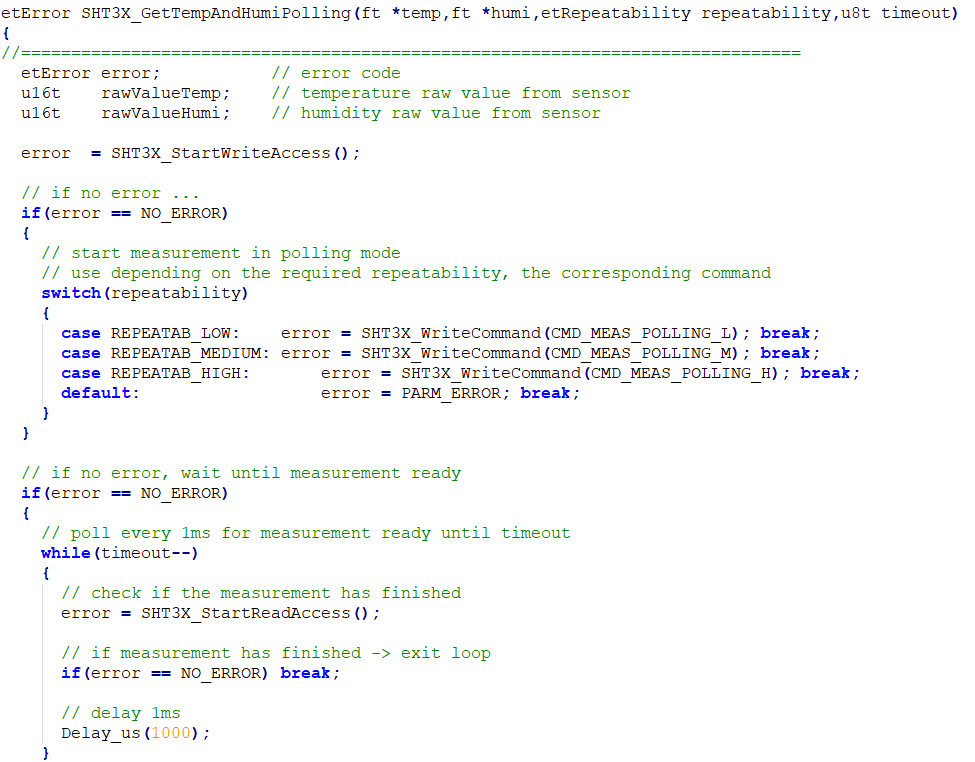 etError SHT3X_GetTempAndHumiPolling(ft *temp,ft *humi,etRepeatability repeatability,u8t timeout)
{
//==============================================================================
  etError error;           // error code
  u16t    rawValueTemp;    // temperature raw value from sensor
  u16t    rawValueHumi;    // humidity raw value from sensor

  error  = SHT3X_StartWriteAccess();

  // if no error ...
  if(error == NO_ERROR)
  {
    // start measurement in polling mode
    // use depending on the required repeatability, the corresponding command
    switch(repeatability)
    {
      case REPEATAB_LOW:    error = SHT3X_WriteCommand(CMD_MEAS_POLLING_L); break;
      case REPEATAB_MEDIUM: error = SHT3X_WriteCommand(CMD_MEAS_POLLING_M); break;
      case REPEATAB_HIGH:       error = SHT3X_WriteCommand(CMD_MEAS_POLLING_H); break;
      default:                  error = PARM_ERROR; break;
    }
  }

  // if no error, wait until measurement ready
  if(error == NO_ERROR)
  {
    // poll every 1ms for measurement ready until timeout
    while(timeout--)
    {
      // check if the measurement has finished
      error = SHT3X_StartReadAccess();

      // if measurement has finished -> exit loop
      if(error == NO_ERROR) break;

      // delay 1ms
      Delay_us(1000);
    }